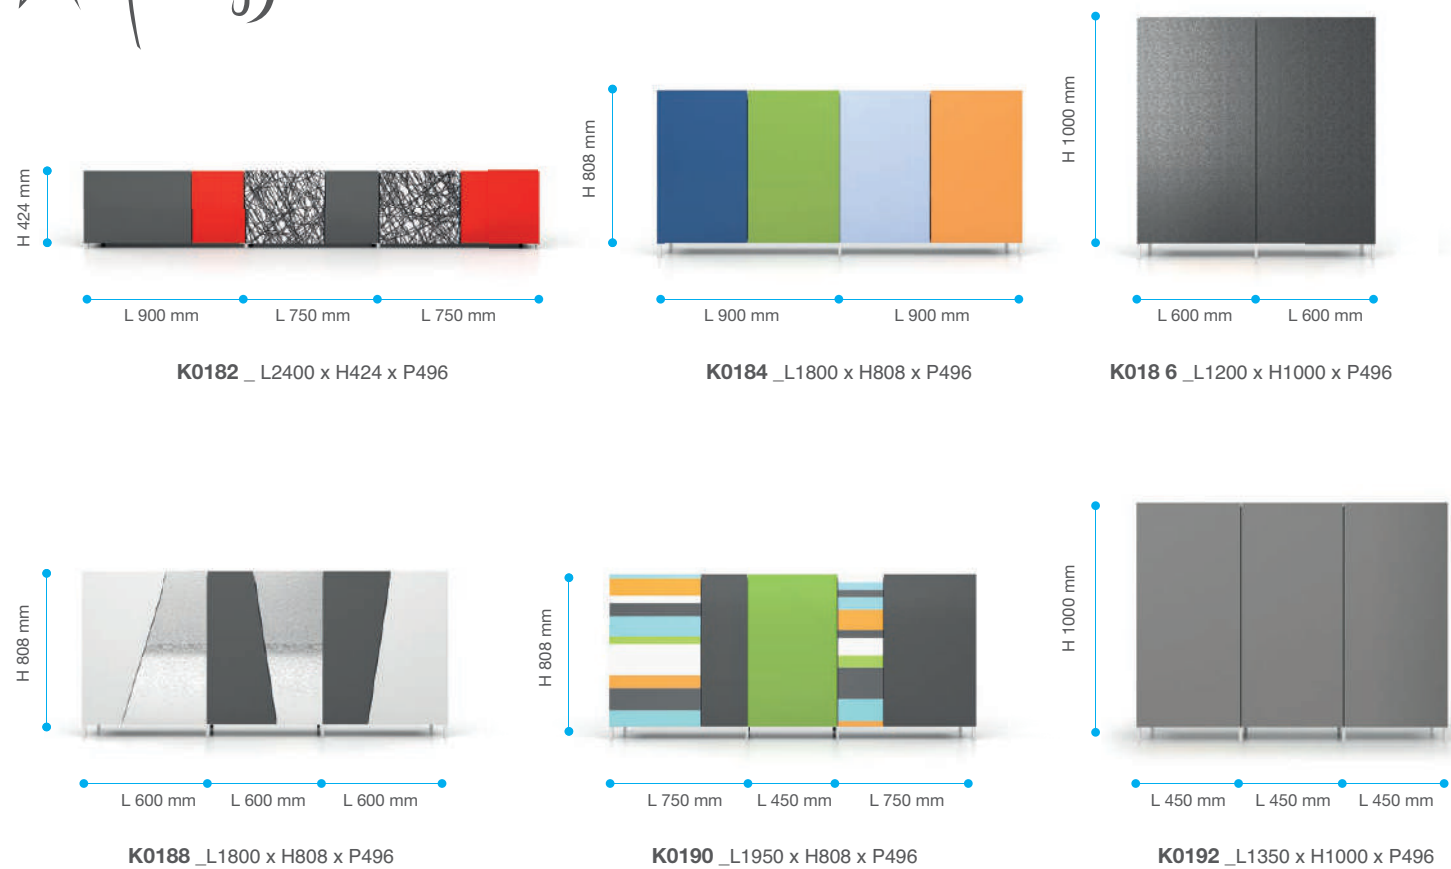 H 424 mm
L 900 mm L 750 mm L 750 mm
K0182 _ L2400 x H424 x P496
H 808 mm
L 900 mm L 900 mm
K0184 _L1800 x H808 x P496
H 1000 mm
L 600 mm L 600 mm
K018 6 _L1200 x H1000 x P496
H 808 mm
L 600 mm L 600 mm L 600 mm
K0188 _L1800 x H808 x P496
H 808 mm
L 750 mm L 450 mm L 750 mm
K0190 _L1950 x H808 x P496
H 1000 mm
L 450 mm L 450 mm L 450 mm
K0192 _L1350 x H1000 x P496